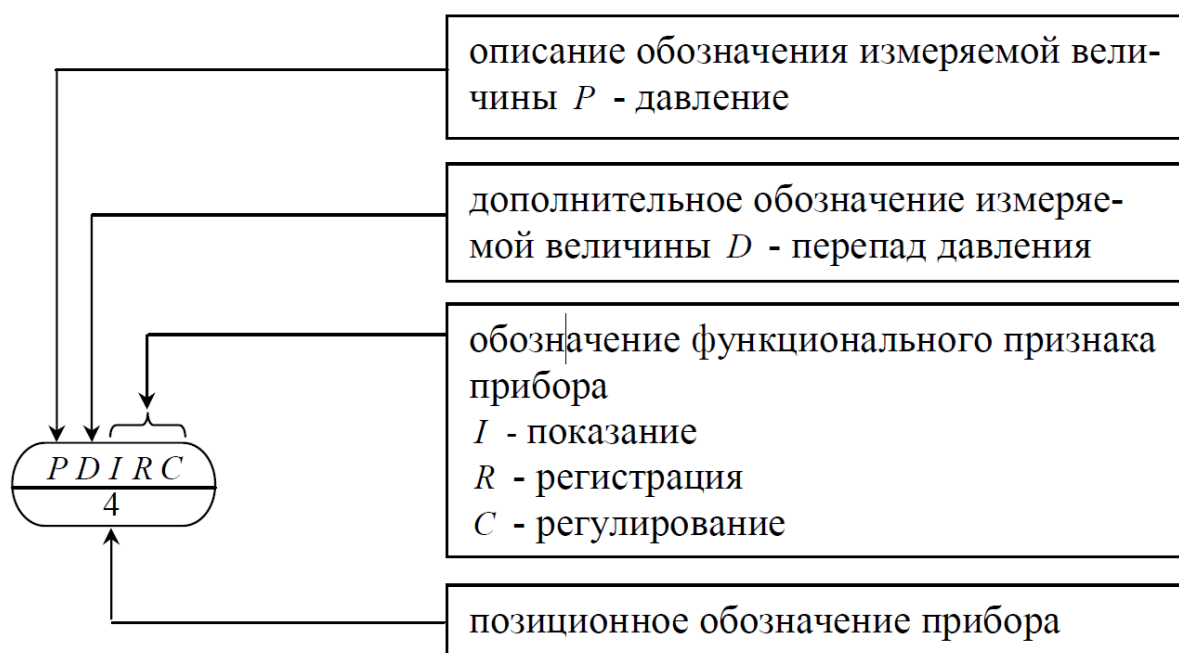 описание обозначения измеряемой вели-
чины P - давление
дополнительное обозначение измеряе-
мой величины D - перепад давления
обозначение функционального признака
прибора
I - показание
R - регистрация
C - регулирование
PDIRC
4
позиционное обозначение прибора